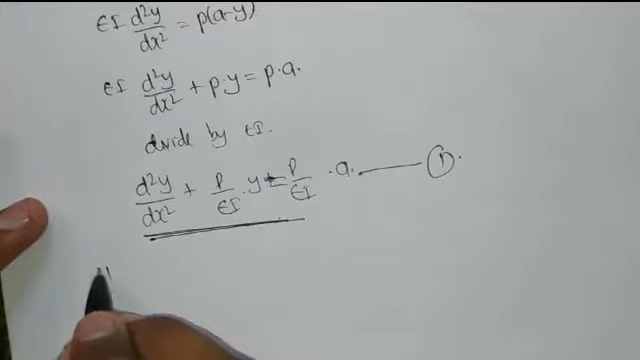 EI d²y/dx² = p(a-y)
EI d²y/dx² + p·y = p·a.
divide by EI.
d²y/dx² + P/EI · y = P/EI · a. —— ①.